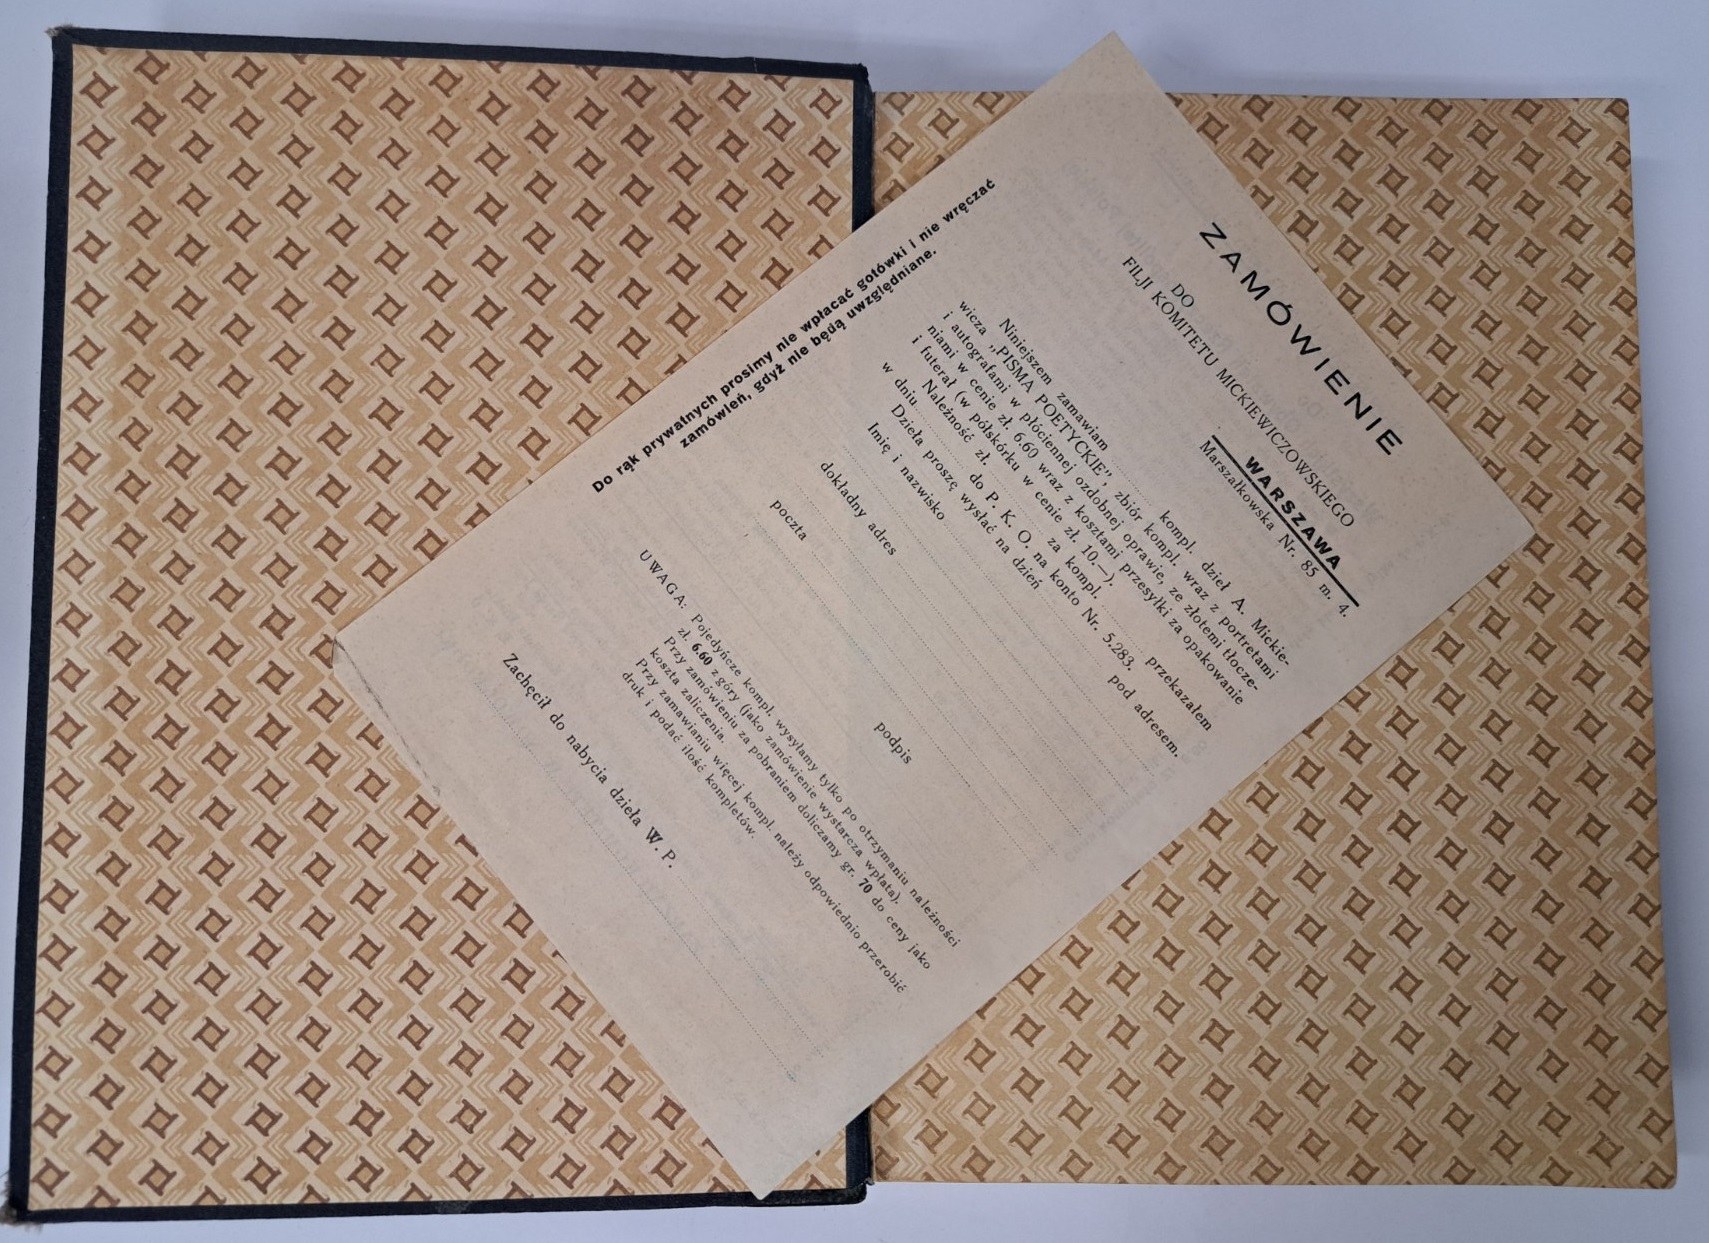 ZAMÓWIENIE
DO
FILJI KOMITETU MICKIEWICZOWSKIEGO
WARSZAWA
Marszałkowska Nr. 85 m. 4.
Niniejszem zamawiam kompl. dzieł A. Mickie-
wicza „PISMA POETYCKIE”, zbiór kompl. wraz z portretami
i autografami w płóciennej ozdobnej oprawie, ze złotemi tłocze-
niami w cenie zł. 6.60 wraz z kosztami przesyłki za opakowanie
i futerał (w półskórku w cenie zł. 10.—).
Należność zł. za kompl. przekazałem
w dniu do P. K. O. na konto Nr. 5.283.
Dzieła proszę wysłać na dzień pod adresem.
Imię i nazwisko
dokładny adres
poczta
podpis
UWAGA: Pojedyńcze kompl. wysyłamy tylko po otrzymaniu należności
zł. 6.60 z góry (jako zamówienie wystarcza wpłata).
Przy zamówieniu za pobraniem doliczamy gr. 70 do ceny jako
koszta zaliczenia.
Przy zamawianiu więcej kompl. należy odpowiednio przerobić
druk i podać ilość kompletów.
Zachęcił do nabycia dzieła W. P.
Do rąk prywatnych prosimy nie wpłacać gotówki i nie wręczać
zamówień, gdyż nie będą uwzględniane.